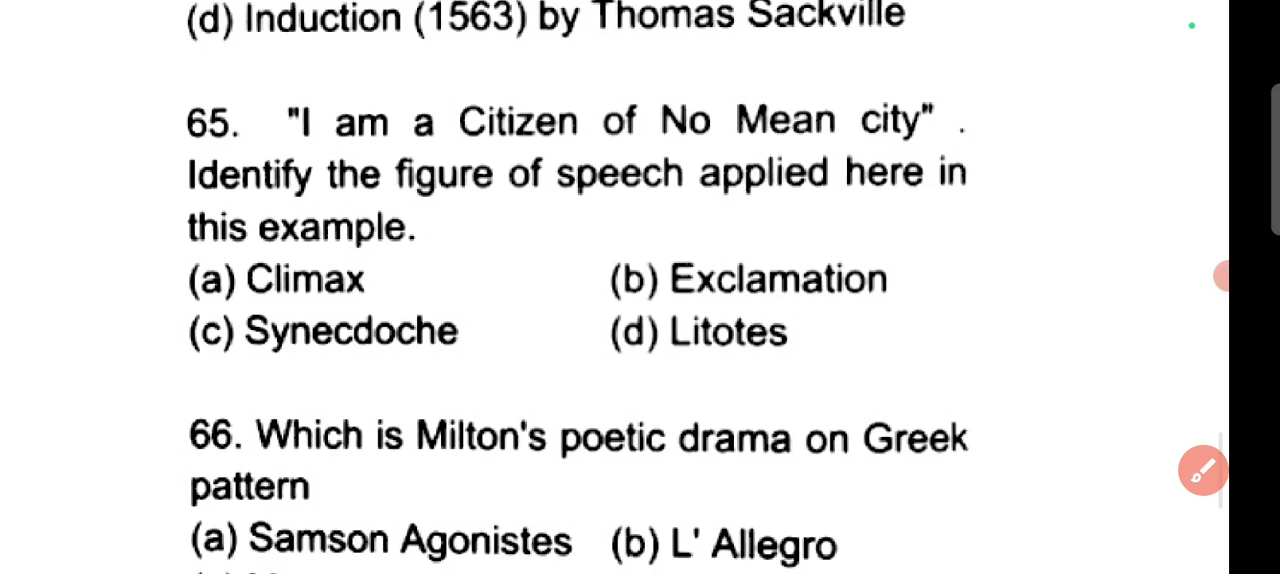 (d) Induction (1563) by Thomas Sackville
65. "I am a Citizen of No Mean city" .
Identify the figure of speech applied here in
this example.
(a) Climax (b) Exclamation
(c) Synecdoche (d) Litotes
66. Which is Milton's poetic drama on Greek
pattern
(a) Samson Agonistes (b) L' Allegro